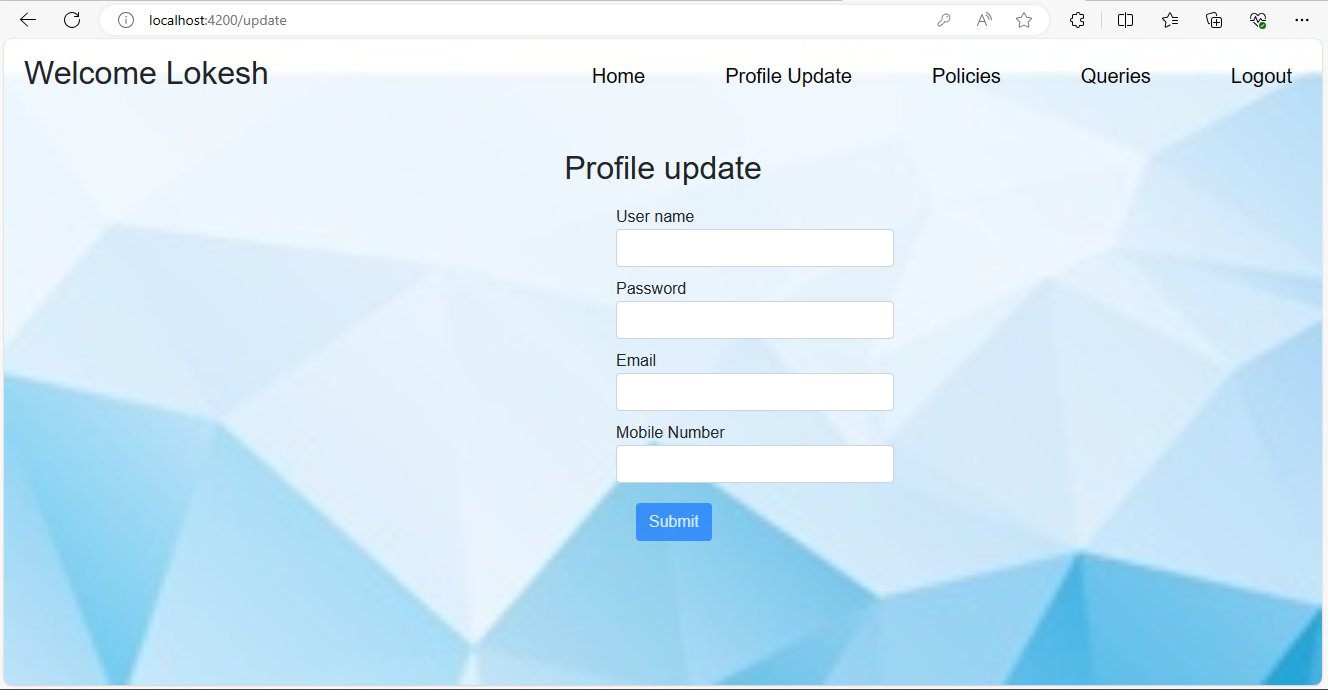 localhost:4200/update
Welcome Lokesh
Home Profile Update Policies Queries Logout
Profile update
User name
Password
Email
Mobile Number
Submit